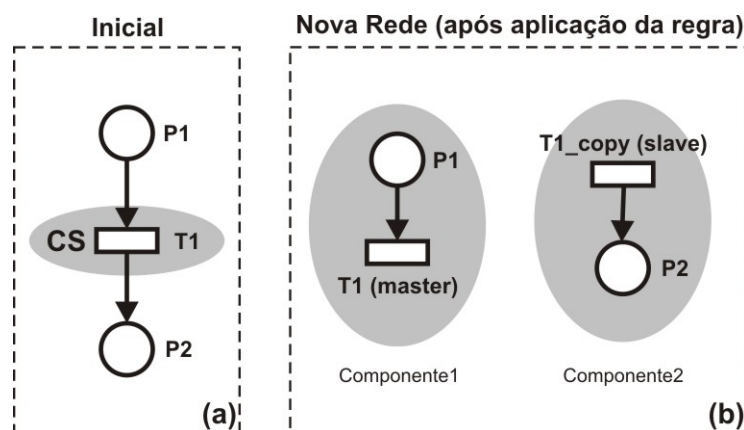 Inicial
P1
CS T1
P2
(a)
Nova Rede (após aplicação da regra)
P1
T1 (master)
Componente1
T1_copy (slave)
P2
Componente2
(b)